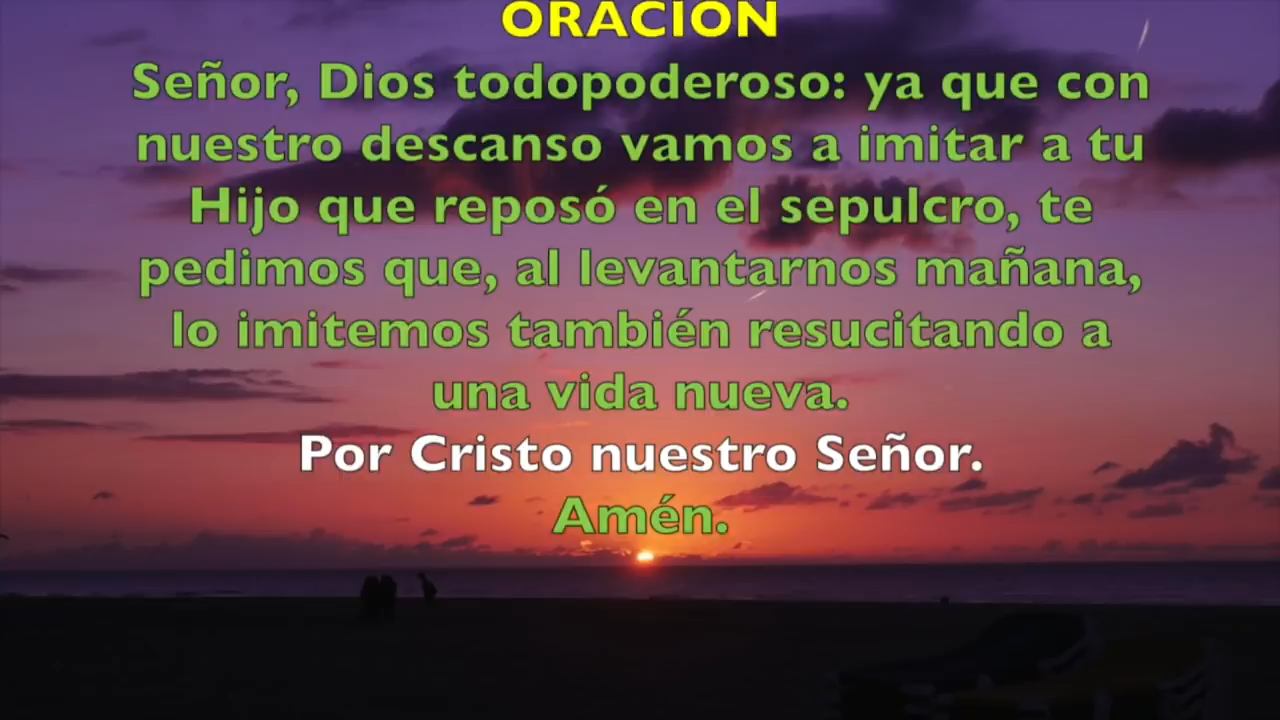 ORACIÓN
Señor, Dios todopoderoso: ya que con
nuestro descanso vamos a imitar a tu
Hijo que reposó en el sepulcro, te
pedimos que, al levantarnos mañana,
lo imitemos también resucitando a
una vida nueva.
Por Cristo nuestro Señor.
Amén.